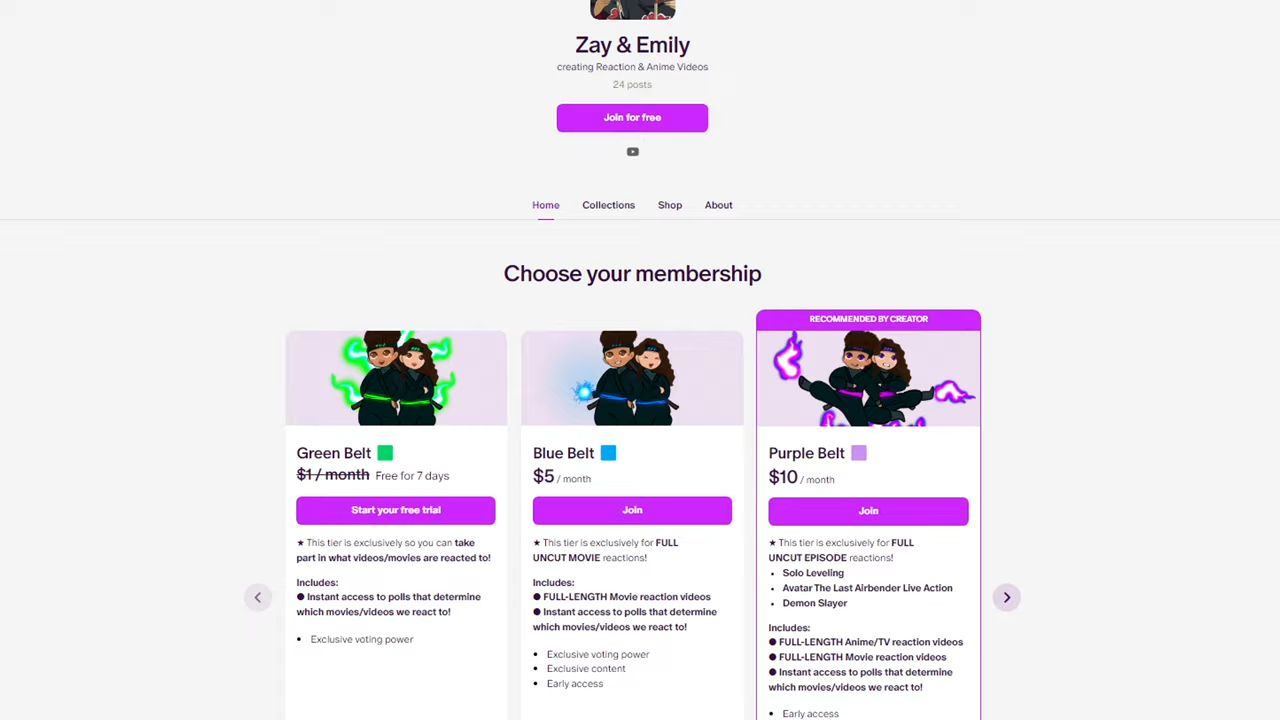 Zay & Emily
creating Reaction & Anime Videos
24 posts
Join for free
Home
Collections
Shop
About
Choose your membership
Green Belt
$1 / month Free for 7 days
Start your free trial
★ This tier is exclusively so you can take
part in what videos/movies are reacted to!
Includes:
● Instant access to polls that determine
which movies/videos we react to!
• Exclusive voting power
Blue Belt
$5 / month
Join
★ This tier is exclusively for FULL
UNCUT MOVIE reactions!
Includes:
● FULL-LENGTH Movie reaction videos
● Instant access to polls that determine
which movies/videos we react to!
• Exclusive voting power
• Exclusive content
• Early access
RECOMMENDED BY CREATOR
Purple Belt
$10 / month
Join
★ This tier is exclusively for FULL
UNCUT EPISODE reactions!
• Solo Leveling
• Avatar The Last Airbender Live Action
• Demon Slayer
Includes:
● FULL-LENGTH Anime/TV reaction videos
● FULL-LENGTH Movie reaction videos
● Instant access to polls that determine
which movies/videos we react to!
• Early access